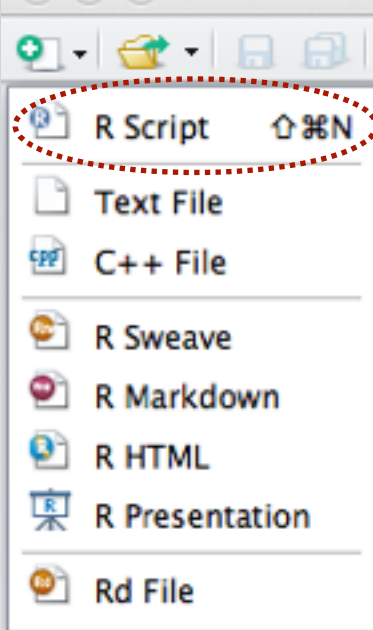 R Script ⇧⌘N
Text File
C++ File
R Sweave
R Markdown
R HTML
R Presentation
Rd File